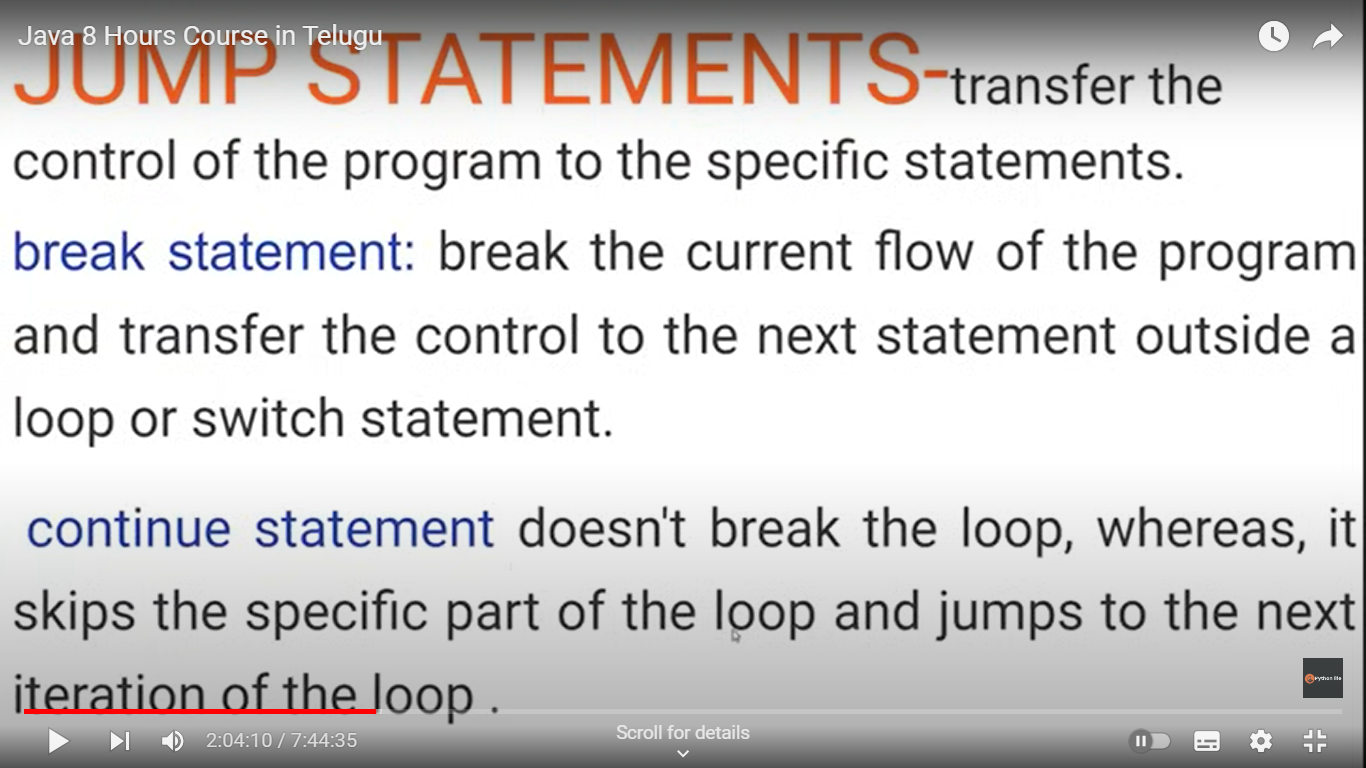 Java 8 Hours Course in Telugu
JUMP STATEMENTS-transfer the
control of the program to the specific statements.
break statement: break the current flow of the program
and transfer the control to the next statement outside a
loop or switch statement.
continue statement doesn't break the loop, whereas, it
skips the specific part of the loop and jumps to the next
iteration of the loop .
Python life
2:04:10 / 7:44:35
Scroll for details